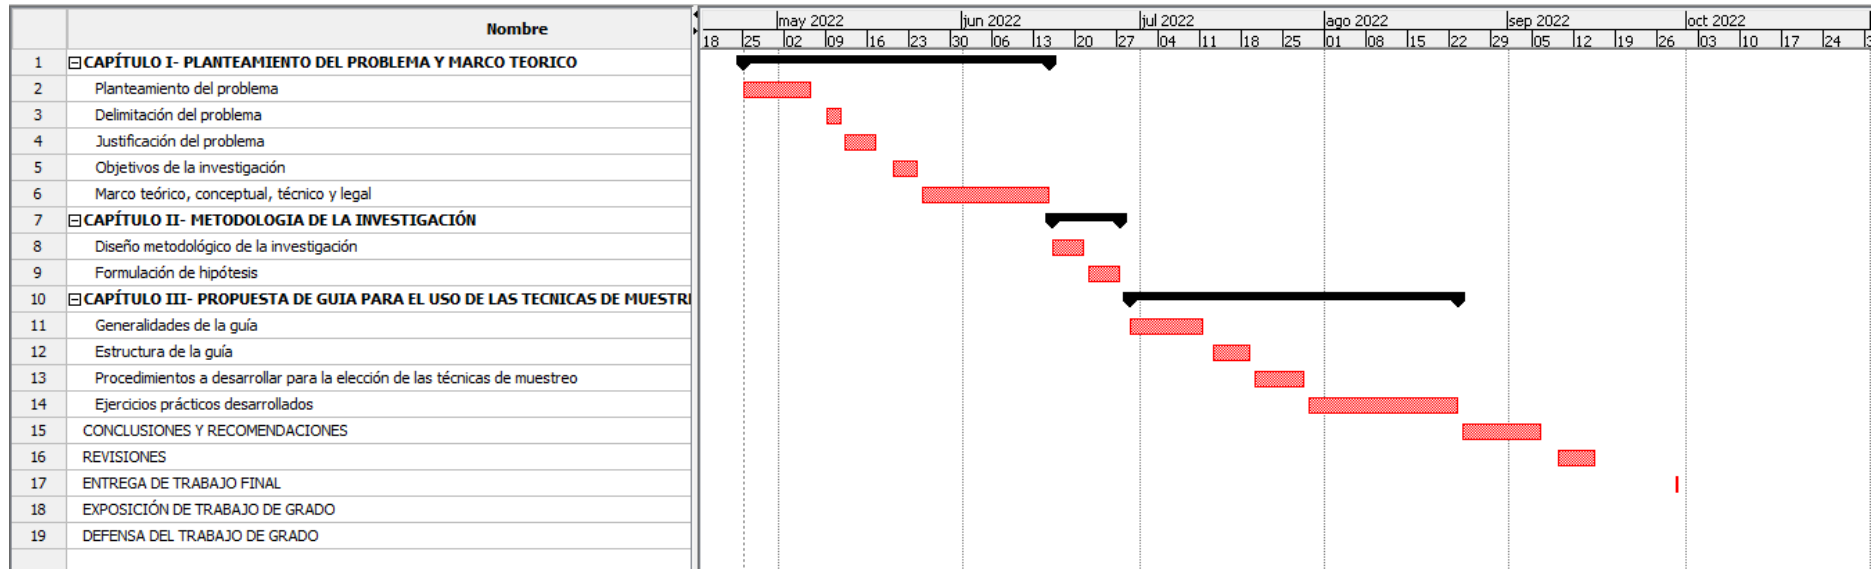 Nombre
may 2022 jun 2022 jul 2022 ago 2022 sep 2022 oct 2022
18 25 02 09 16 23 30 06 13 20 27 04 11 18 25 01 08 15 22 29 05 12 19 26 03 10 17 24
1 CAPÍTULO I- PLANTEAMIENTO DEL PROBLEMA Y MARCO TEORICO
2 Planteamiento del problema
3 Delimitación del problema
4 Justificación del problema
5 Objetivos de la investigación
6 Marco teórico, conceptual, técnico y legal
7 CAPÍTULO II- METODOLOGIA DE LA INVESTIGACIÓN
8 Diseño metodológico de la investigación
9 Formulación de hipótesis
10 CAPÍTULO III- PROPUESTA DE GUIA PARA EL USO DE LAS TECNICAS DE MUESTR
11 Generalidades de la guía
12 Estructura de la guía
13 Procedimientos a desarrollar para la elección de las técnicas de muestreo
14 Ejercicios prácticos desarrollados
15 CONCLUSIONES Y RECOMENDACIONES
16 REVISIONES
17 ENTREGA DE TRABAJO FINAL
18 EXPOSICIÓN DE TRABAJO DE GRADO
19 DEFENSA DEL TRABAJO DE GRADO